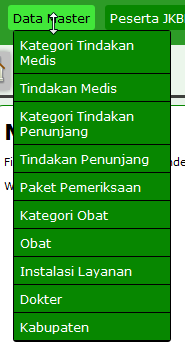 Data Master
Peserta JKB
Kategori Tindakan
Medis
Tindakan Medis
Kategori Tindakan
Penunjang
Tindakan Penunjang
Paket Pemeriksaan
Kategori Obat
Obat
Instalasi Layanan
Dokter
Kabupaten